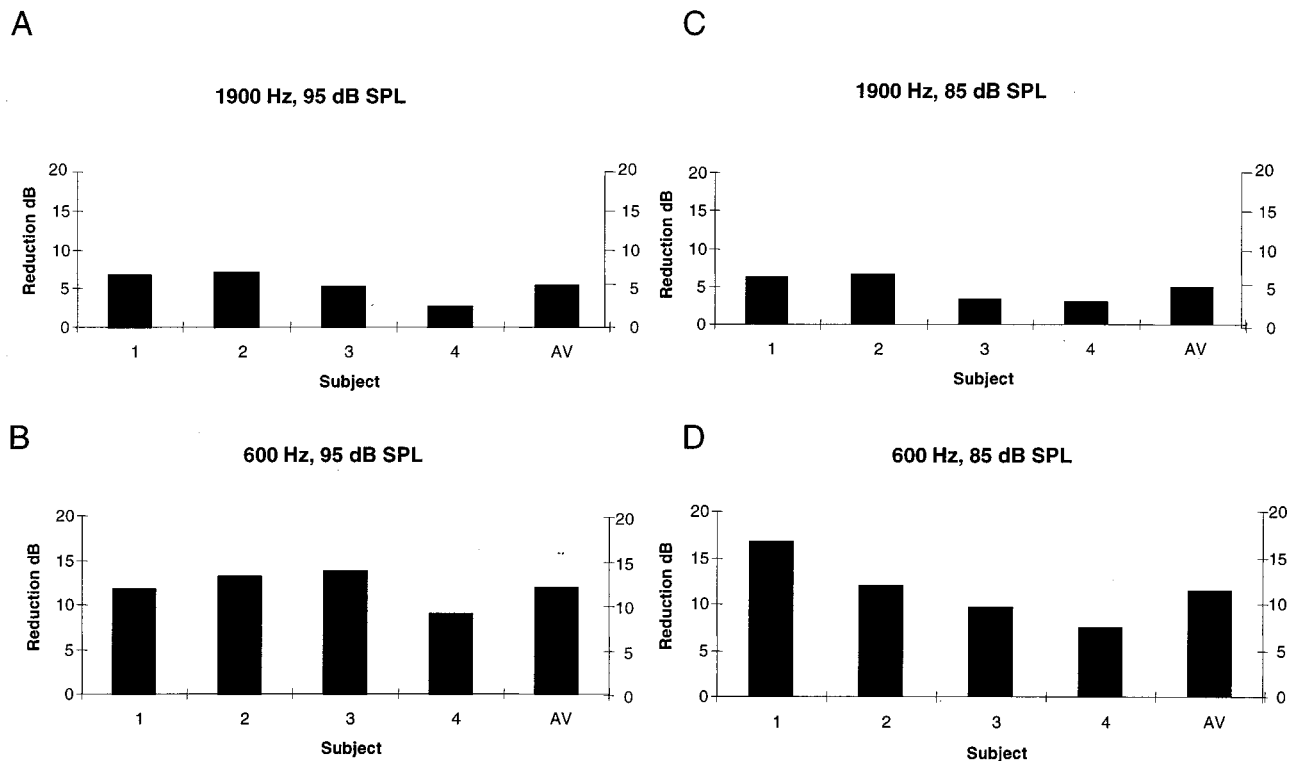 A
1900 Hz, 95 dB SPL
Reduction dB
20
15
10
5
0
20
15
10
5
0
1 2 3 4 AV
Subject
C
1900 Hz, 85 dB SPL
Reduction dB
20
15
10
5
0
20
15
10
5
0
1 2 3 4 AV
Subject
B
600 Hz, 95 dB SPL
Reduction dB
20
15
10
5
0
20
15
10
5
0
1 2 3 4 AV
Subject
D
600 Hz, 85 dB SPL
Reduction dB
20
15
10
5
0
20
15
10
5
0
1 2 3 4 AV
Subject